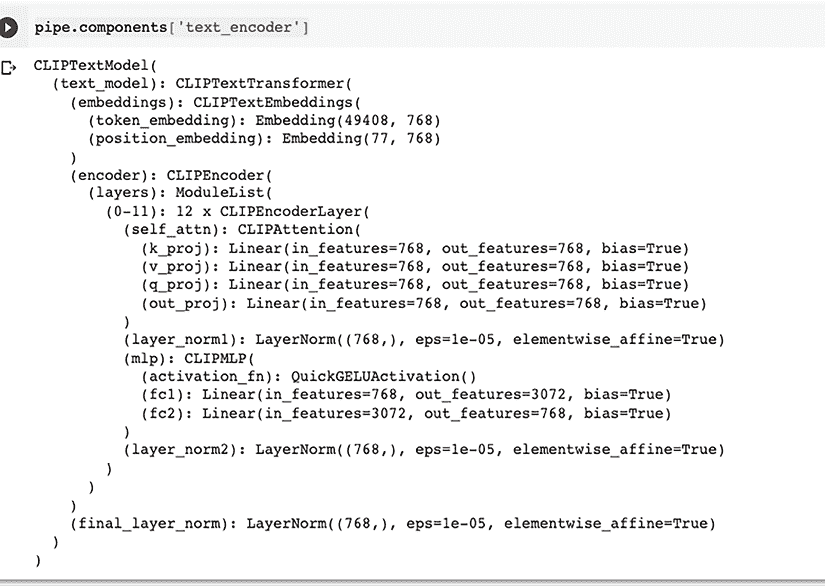 pipe.components['text_encoder']
CLIPTextModel(
  (text_model): CLIPTextTransformer(
    (embeddings): CLIPTextEmbeddings(
      (token_embedding): Embedding(49408, 768)
      (position_embedding): Embedding(77, 768)
    )
    (encoder): CLIPEncoder(
      (layers): ModuleList(
        (0-11): 12 x CLIPEncoderLayer(
          (self_attn): CLIPAttention(
            (k_proj): Linear(in_features=768, out_features=768, bias=True)
            (v_proj): Linear(in_features=768, out_features=768, bias=True)
            (q_proj): Linear(in_features=768, out_features=768, bias=True)
            (out_proj): Linear(in_features=768, out_features=768, bias=True)
          )
          (layer_norm1): LayerNorm((768,), eps=1e-05, elementwise_affine=True)
          (mlp): CLIPMLP(
            (activation_fn): QuickGELUActivation()
            (fc1): Linear(in_features=768, out_features=3072, bias=True)
            (fc2): Linear(in_features=3072, out_features=768, bias=True)
          )
          (layer_norm2): LayerNorm((768,), eps=1e-05, elementwise_affine=True)
        )
      )
    )
    (final_layer_norm): LayerNorm((768,), eps=1e-05, elementwise_affine=True)
  )
)